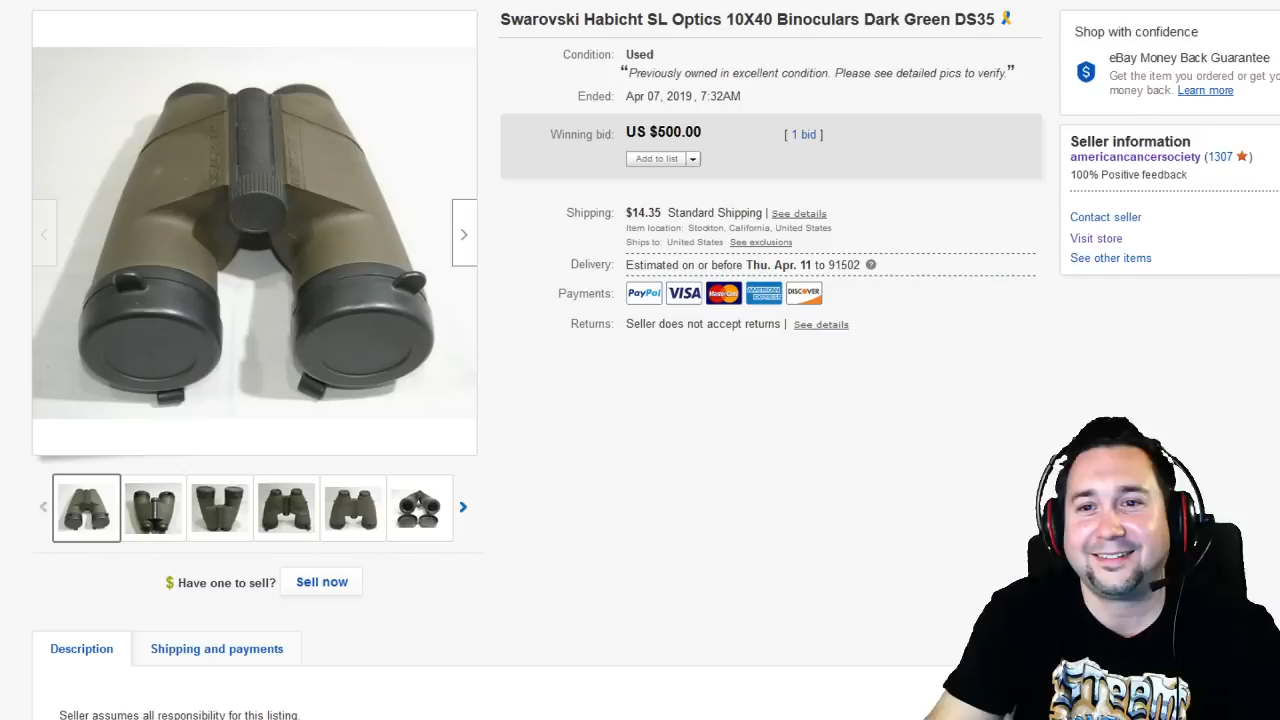 Swarovski Habicht SL Optics 10X40 Binoculars Dark Green DS35
Condition: Used
“Previously owned in excellent condition. Please see detailed pics to verify.”
Ended: Apr 07, 2019 , 7:32AM
Winning bid: US $500.00 [ 1 bid ]
Add to list
Shipping: $14.35 Standard Shipping | See details
Item location: Stockton, California, United States
Ships to: United States See exclusions
Delivery: Estimated on or before Thu. Apr. 11 to 91502
Payments: PayPal VISA MasterCard AMERICAN EXPRESS DISCOVER
Returns: Seller does not accept returns | See details
Shop with confidence
eBay Money Back Guarantee
Get the item you ordered or get yo
money back. Learn more
Seller information
americancancersociety (1307)
100% Positive feedback
Contact seller
Visit store
See other items
$ Have one to sell? Sell now
Description Shipping and payments
Seller assumes all responsibility for this listing.